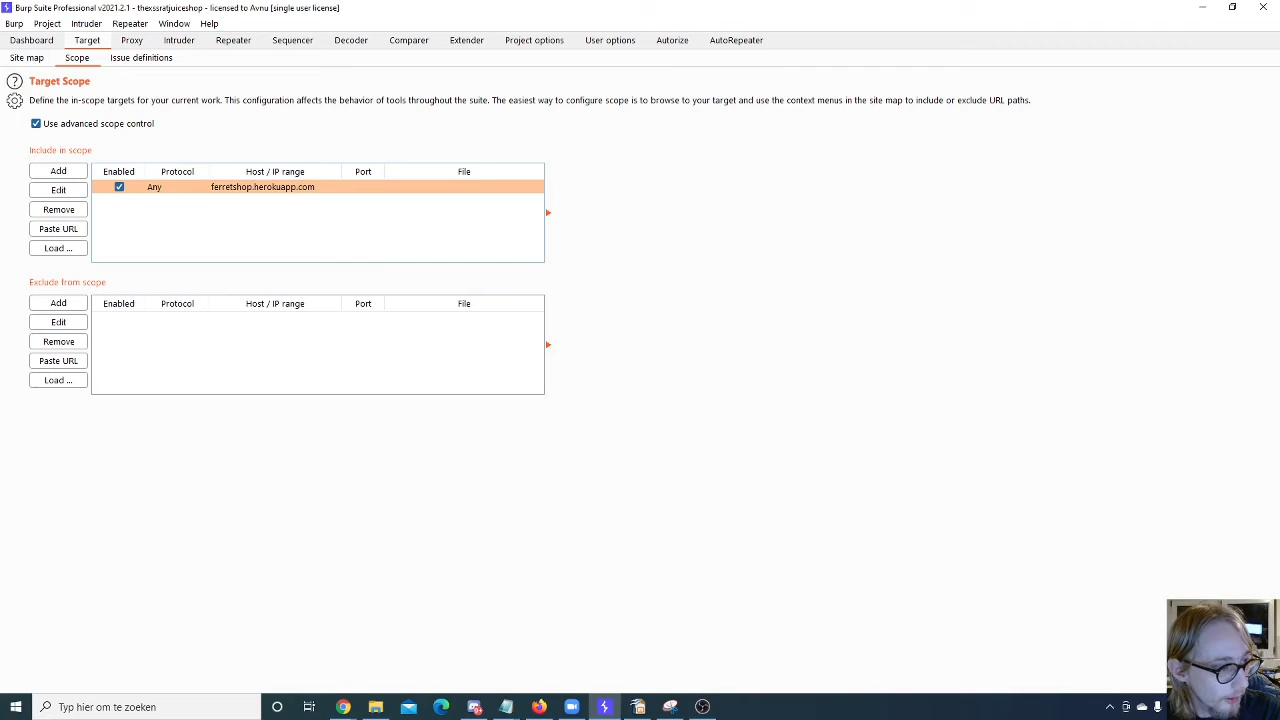 Burp Suite Professional v2021.2.1 - thexssratjuiceshop - licensed to Avnu [single user license]
Burp Project Intruder Repeater Window Help
Dashboard Target Proxy Intruder Repeater Sequencer Decoder Comparer Extender Project options User options Autorize AutoRepeater
Site map Scope Issue definitions
? Target Scope
Define the in-scope targets for your current work. This configuration affects the behavior of tools throughout the suite. The easiest way to configure scope is to browse to your target and use the context menus in the site map to include or exclude URL paths.
Use advanced scope control
Include in scope
Add Enabled Protocol Host / IP range Port File
Edit Any ferretshop.herokuapp.com
Remove
Paste URL
Load ...
Exclude from scope
Add Enabled Protocol Host / IP range Port File
Edit
Remove
Paste URL
Load ...
Typ hier om te zoeken